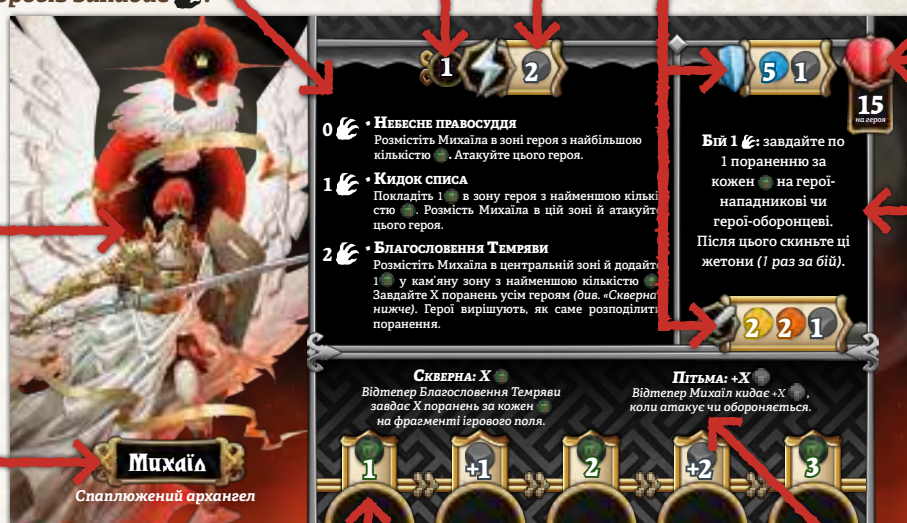 1 2
5 1
15
на героя
0 • Небесне правосуддя
Розмістіть Михаїла в зоні героя з найбільшою
кількістю . Атакуйте цього героя.
1 • Кидок списа
Покладіть 1 в зону героя з найменшою кількі
стю . Розмість Михаїла в цій зоні й атакуйте
цього героя.
2 • Благословення Темряви
Розмістіть Михаїла в центральній зоні й додайте
1 у кам’яну зону з найменшою кількістю
Завдайте X поранень усім героям (див. «Скверна»
нижче). Герої вирішують, як саме розподілити
поранення.
Бій 1 : завдайте по
1 пораненню за
кожен на герої-
нападникові чи
герої-оборонцеві.
Після цього скиньте ці
жетони (1 раз за бій).
2 2 1
Скверна: X
Відтепер Благословення Темряви
завдає X поранень за кожен
на фрагменті ігрового поля.
Пітьма: +X
Відтепер Михаїл кидає +X ,
коли атакує чи обороняється.
1 +1 2 +2 3
Михаїл
Спаплюжений архангел